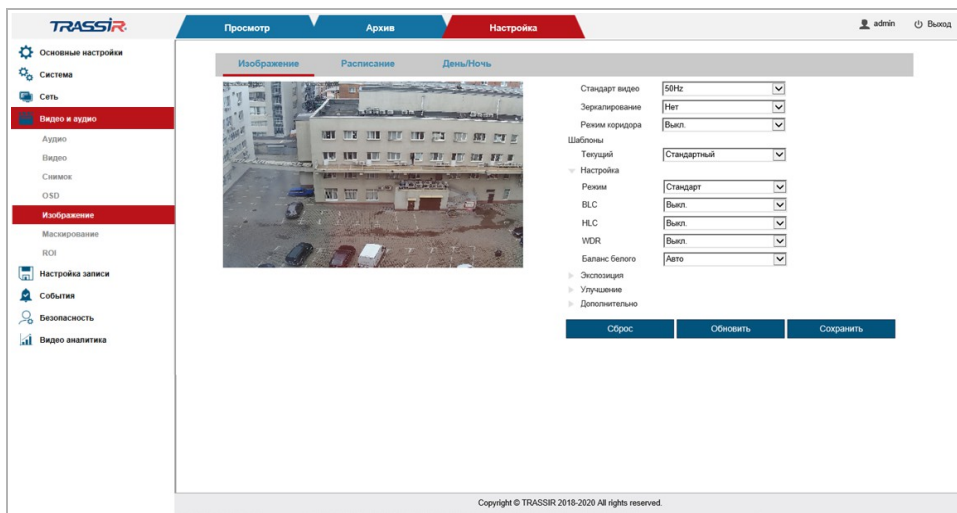 TRASSIR
Просмотр
Архив
Настройка
admin
Выход
Основные настройки
Система
Сеть
Видео и аудио
Аудио
Видео
Снимок
OSD
Изображение
Маскирование
ROI
Настройка записи
События
Безопасность
Видео аналитика
Изображение
Расписание
День/Ночь
Стандарт видео 50Hz
Зеркалирование Нет
Режим коридора Выкл.
Шаблоны
Текущий Стандартный
Настройка
Режим Стандарт
BLC Выкл.
HLC Выкл.
WDR Выкл.
Баланс белого Авто
Экспозиция
Улучшение
Дополнительно
Сброс
Обновить
Сохранить
Copyright © TRASSIR 2018-2020 All rights reserved.